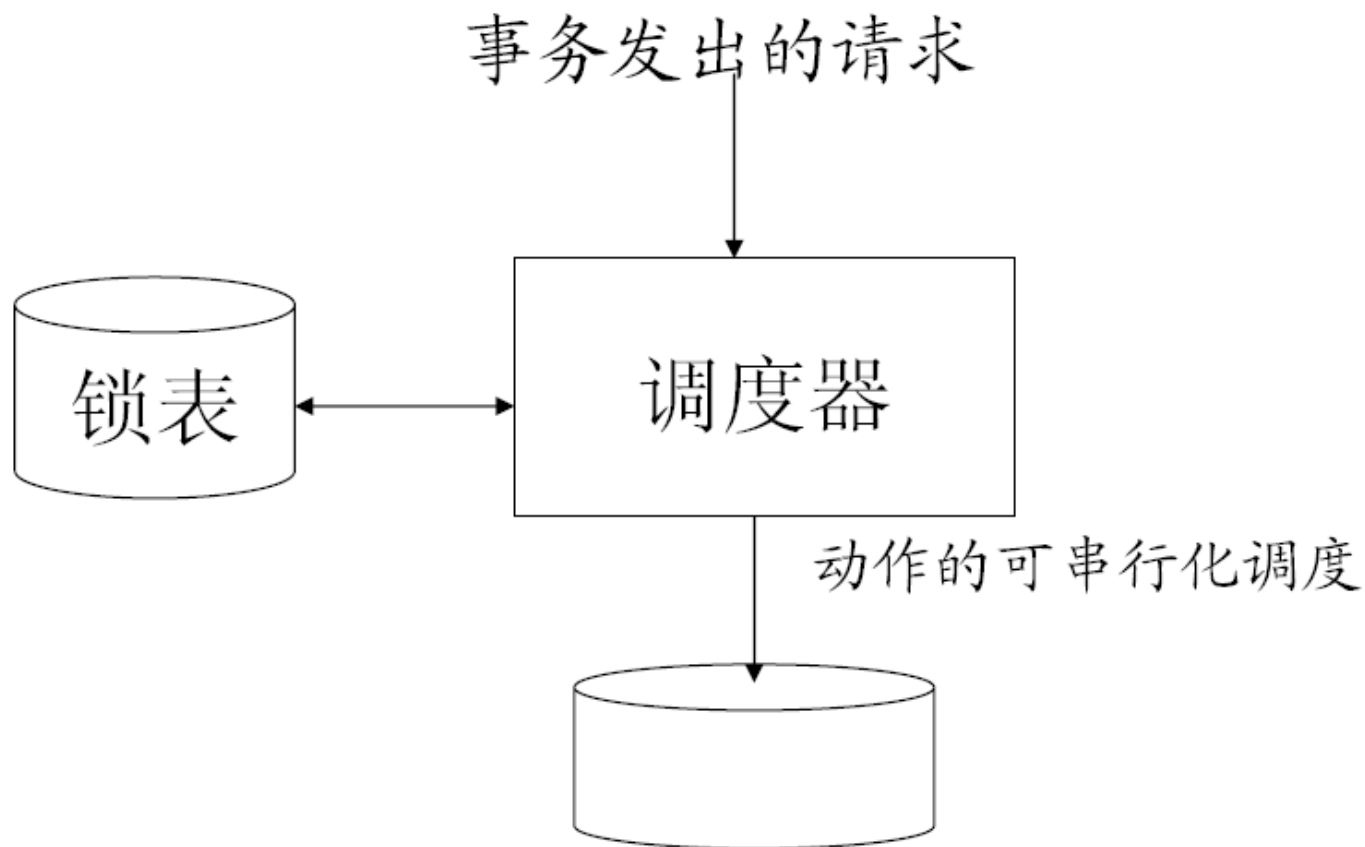 事务发出的请求
锁表
调度器
动作的可串行化调度